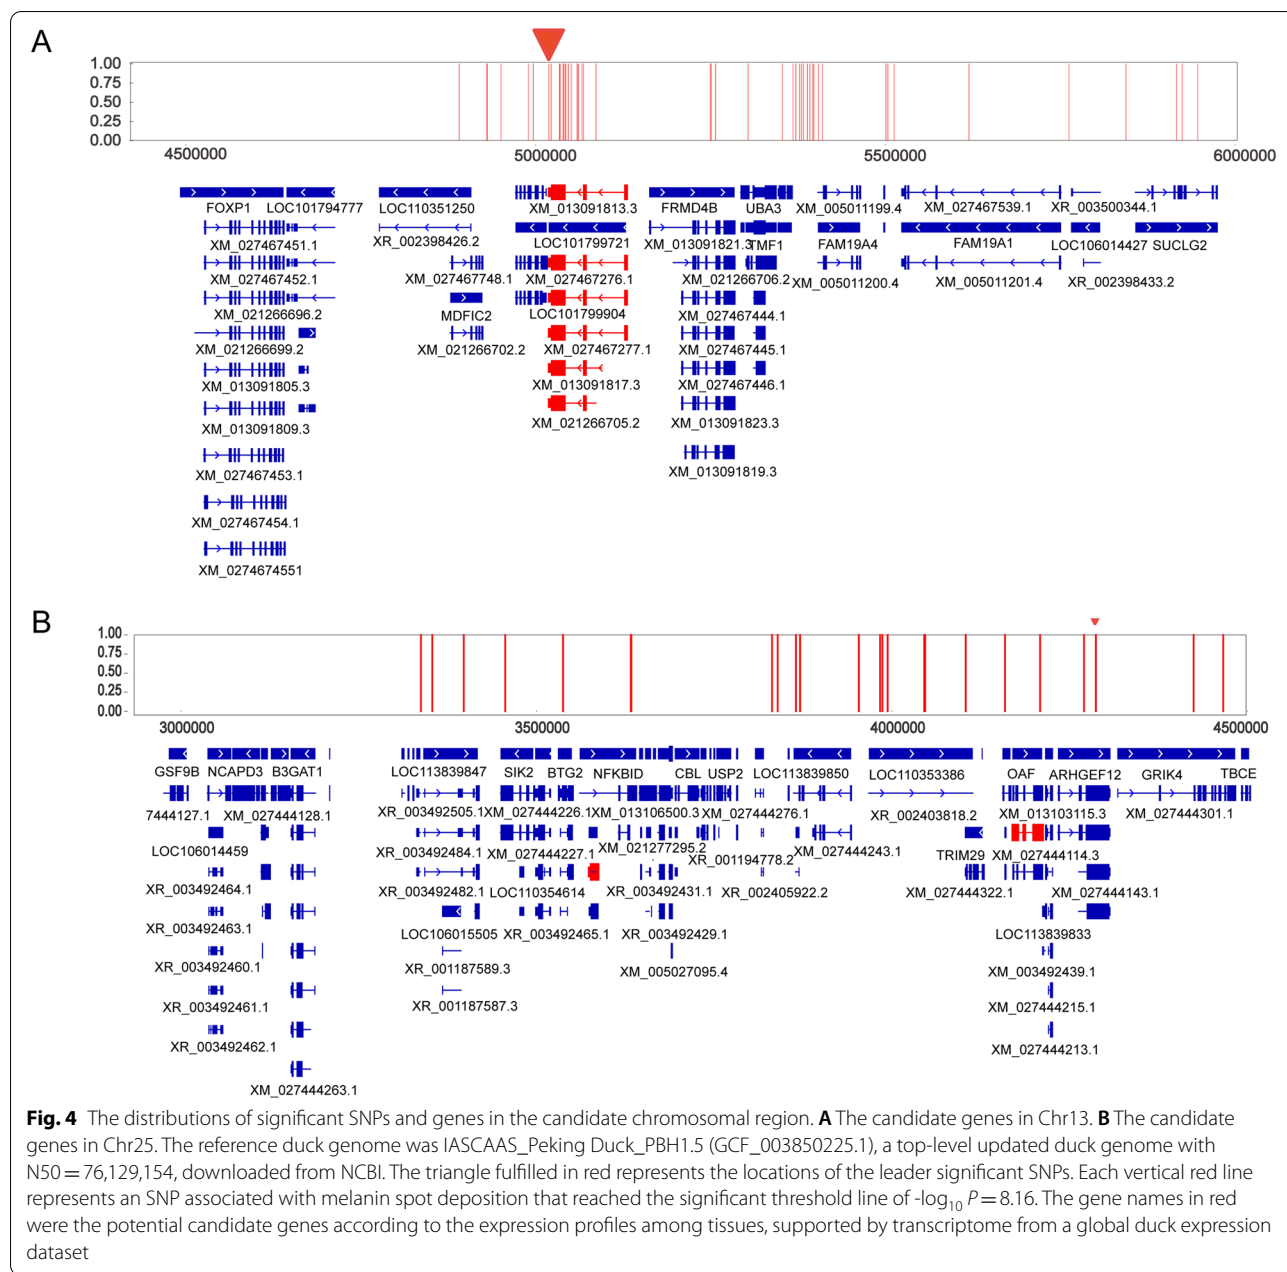 A
1.00
0.75
0.50
0.25
0.00
4500000 5000000 5500000 6000000
FOXP1 LOC101794777 LOC110351250 XM_013091813.3 FRMD4B UBA3 XM_005011199.4 XM_027467539.1 XR_003500344.1
XM_027467451.1 XR_002398426.2 LOC101799721 XM_013091821.3 TMF1 FAM19A4 FAM19A1 LOC106014427 SUCLG2
XM_027467452.1 XM_027467748.1 XM_027467276.1 XM_021266706.2 XM_005011200.4 XM_005011201.4 XR_002398433.2
XM_021266696.2 MDFIC2 LOC101799904 XM_027467444.1
XM_021266699.2 XM_021266702.2 XM_027467277.1 XM_027467445.1
XM_013091805.3 XM_013091817.3 XM_027467446.1
XM_013091809.3 XM_021266705.2 XM_013091823.3
XM_027467453.1 XM_013091819.3
XM_027467454.1
XM_0274674551
B
1.00
0.75
0.50
0.25
0.00
3000000 3500000 4000000 4500000
GSF9B NCAPD3 B3GAT1 LOC113839847 SIK2 BTG2 NFKBID CBL USP2 LOC113839850 LOC110353386 OAF ARHGEF12 GRIK4 TBCE
7444127.1 XM_027444128.1 XR_003492505.1 XM_027444226.1 XM_013106500.3 XM_027444276.1 XR_002403818.2 XM_013103115.3 XM_027444301.1
LOC106014459 XR_003492484.1 XM_027444227.1 XM_021277295.2 XR_001194778.2 XM_027444243.1 TRIM29 XM_027444114.3
XR_003492464.1 XR_003492482.1 LOC110354614 XR_003492431.1 XR_002405922.2 XM_027444322.1 XM_027444143.1
XR_003492463.1 LOC106015505 XR_003492465.1 XR_003492429.1 LOC113839833
XR_003492460.1 XR_001187589.3 XM_005027095.4 XM_003492439.1
XR_003492461.1 XR_001187587.3 XM_027444215.1
XR_003492462.1 XM_027444213.1
XM_027444263.1
Fig. 4 The distributions of significant SNPs and genes in the candidate chromosomal region. A The candidate genes in Chr13. B The candidate
genes in Chr25. The reference duck genome was IASCAAS_Peking Duck_PBH1.5 (GCF_003850225.1), a top-level updated duck genome with
N50 = 76,129,154, downloaded from NCBI. The triangle fulfilled in red represents the locations of the leader significant SNPs. Each vertical red line
represents an SNP associated with melanin spot deposition that reached the significant threshold line of -log10 P = 8.16. The gene names in red
were the potential candidate genes according to the expression profiles among tissues, supported by transcriptome from a global duck expression
dataset